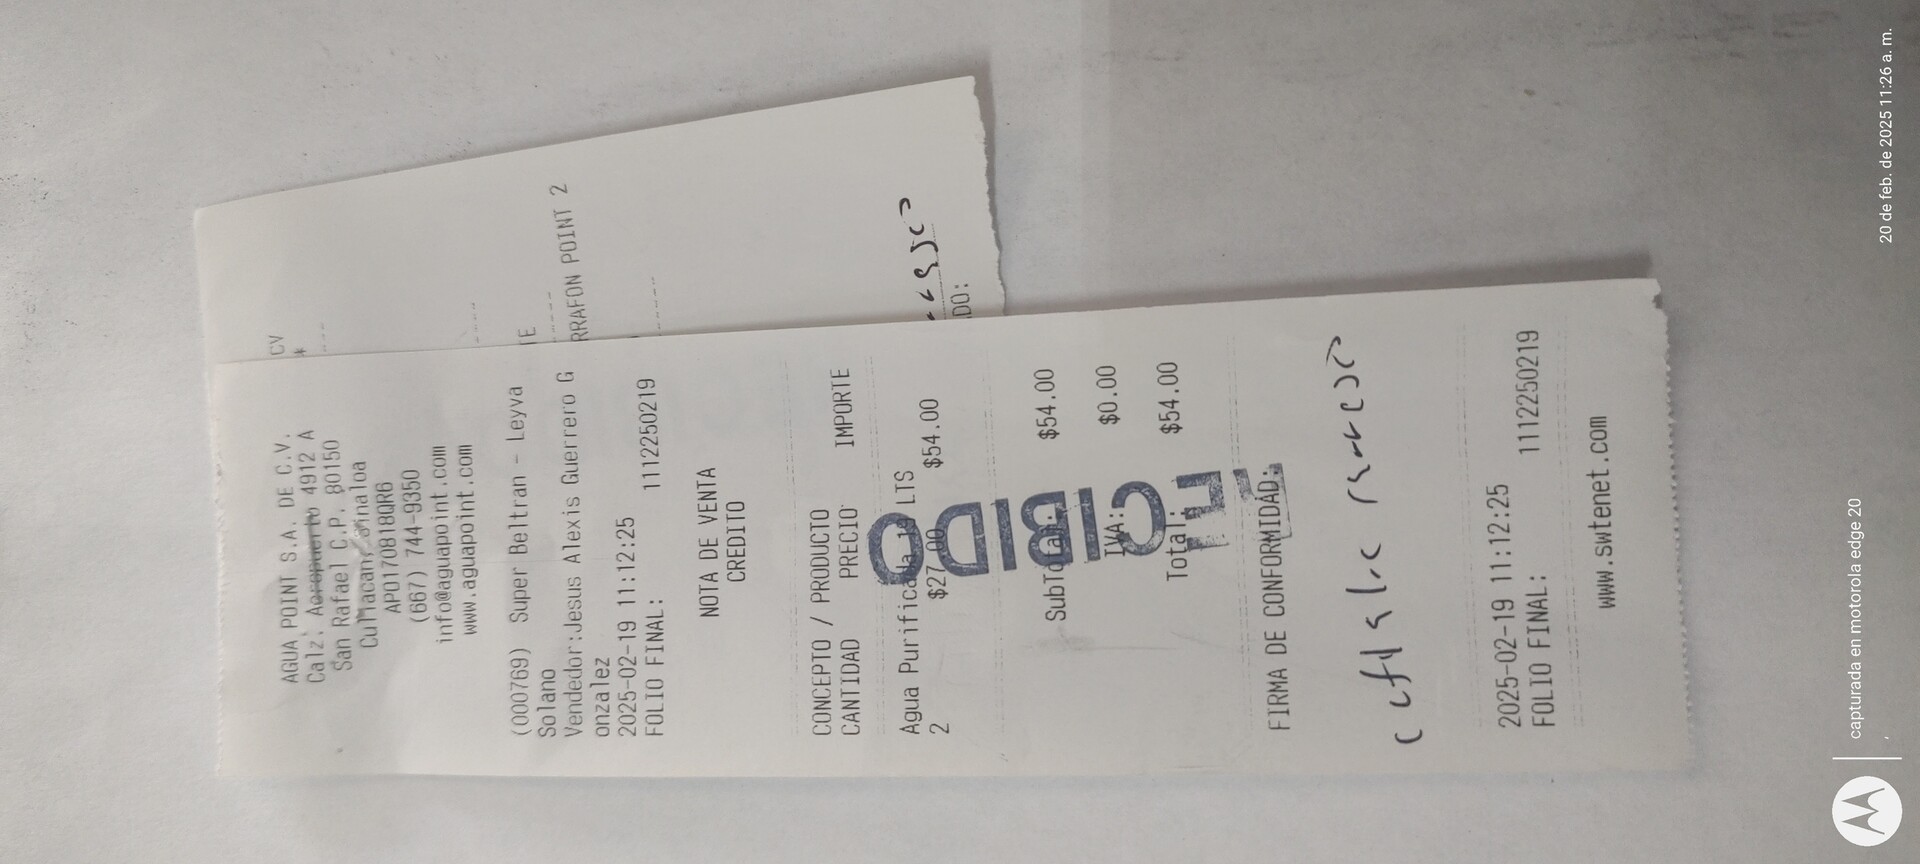 AGUA POINT S.A. DE C.V.
Calz. Aeropuerto 4912 A
San Rafael C.P. 80150
Culiacan, Sinaloa
APO170818QR6
(667) 744-9350
info@aguapoint.com
www.aguapoint.com
(000769) Super Beltran - Leyva
Solano
Vendedor:Jesus Alexis Guerrero G
onzalez
2025-02-19 11:12:25
FOLIO FINAL: 1112250219
NOTA DE VENTA
CREDITO
CONCEPTO / PRODUCTO
CANTIDAD PRECIO IMPORTE
Agua Purificada 19 LTS
2 $27.00 $54.00
SubTotal: $54.00
IVA: $0.00
Total: $54.00
RECIBIDO
FIRMA DE CONFORMIDAD:
2025-02-19 11:12:25
FOLIO FINAL: 1112250219
www.swtenet.com
CV
*
TE
RRAFON POINT 2
DO:
capturada en motorola edge 20
20 de feb. de 2025 11:26 a. m.